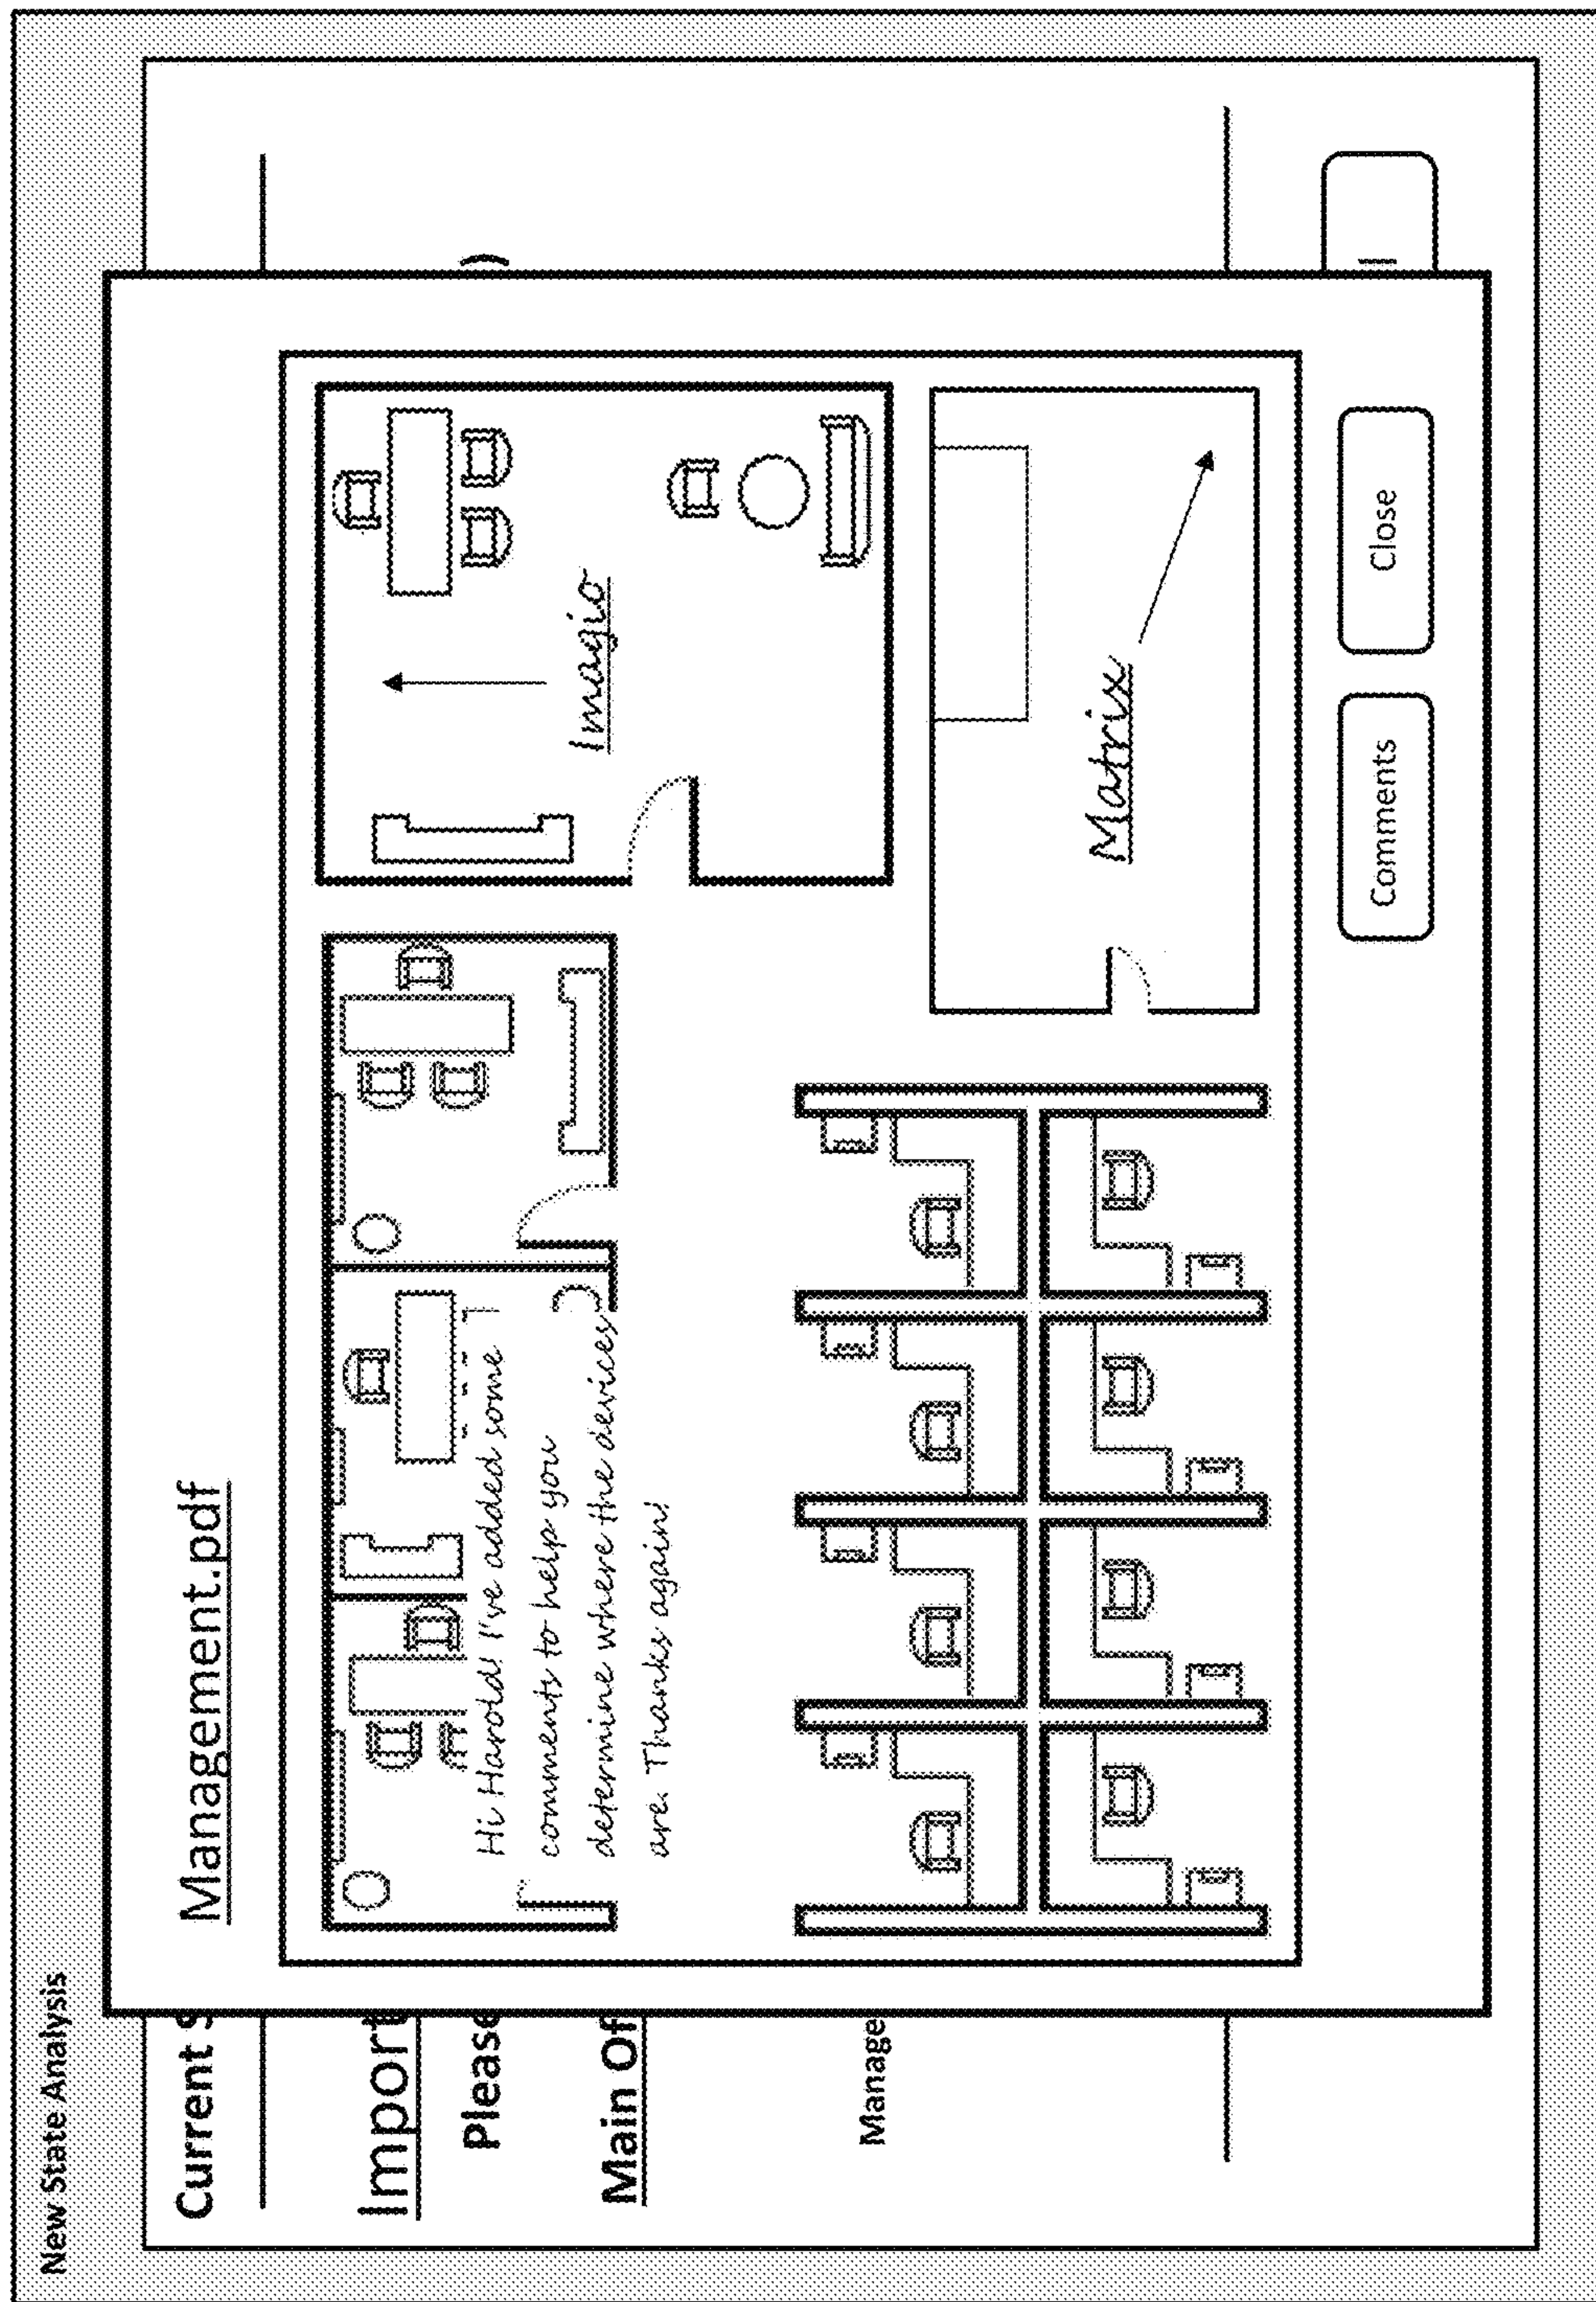 New State Analysis
Current S
Import
Please
)
Main Of
Manage
l
Management.pdf
Hi Harold! I've added some
comments to help you
determine where the devices
are. Thanks again!
Imagio
Matrix
Comments
Close